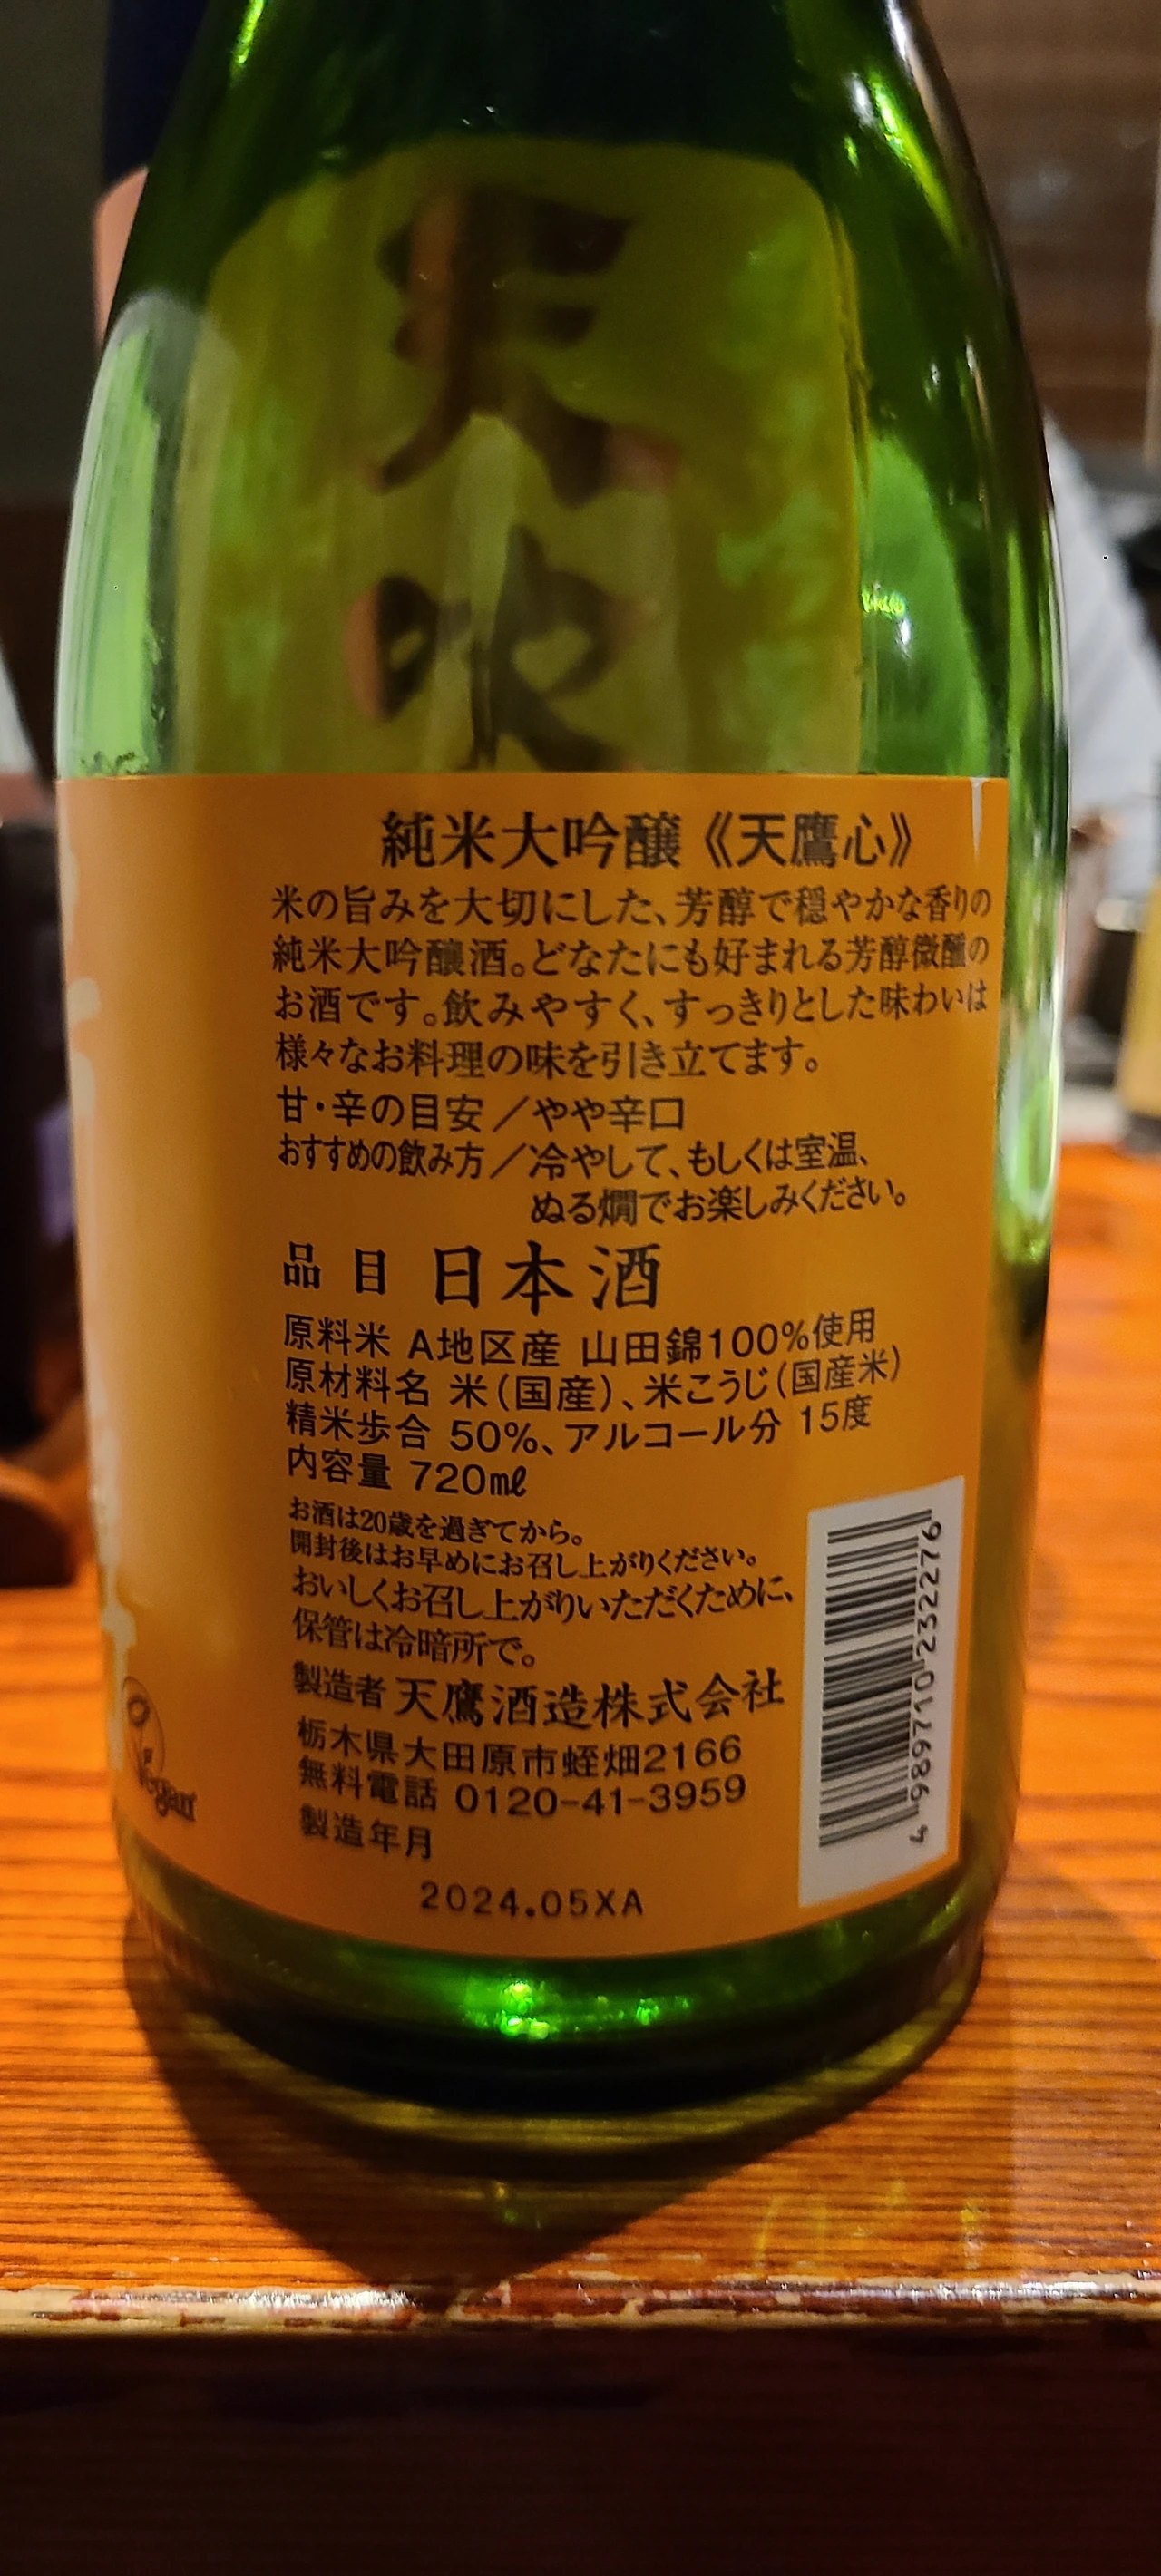 純米大吟醸《天鷹心》
米の旨みを大切にした、芳醇で穏やかな香りの
純米大吟醸酒。どなたにも好まれる芳醇微醺の
お酒です。飲みやすく、すっきりとした味わいは
様々なお料理の味を引き立てます。
甘・辛の目安／やや辛口
おすすめの飲み方／冷やして、もしくは室温、
ぬる燗でお楽しみください。
品目 日本酒
原料米 A地区産 山田錦100%使用
原材料名 米(国産)、米こうじ(国産米)
精米歩合 50%、アルコール分 15度
内容量 720㎖
お酒は20歳を過ぎてから。
開封後はお早めにお召し上がりください。
おいしくお召し上がりいただくために、
保管は冷暗所で。
製造者 天鷹酒造株式会社
栃木県大田原市蛭畑2166
無料電話 0120-41-3959
製造年月
2024.05XA
Vegan
4 989710 232276